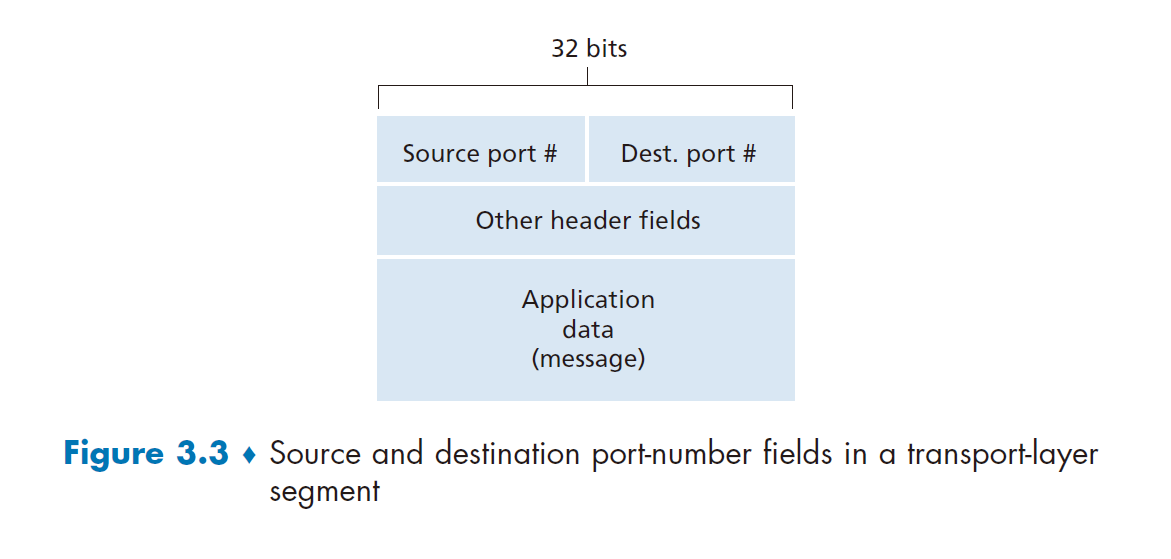 32 bits
Source port # Dest. port #
Other header fields
Application
data
(message)
Figure 3.3 ♦ Source and destination port-number fields in a transport-layer
segment